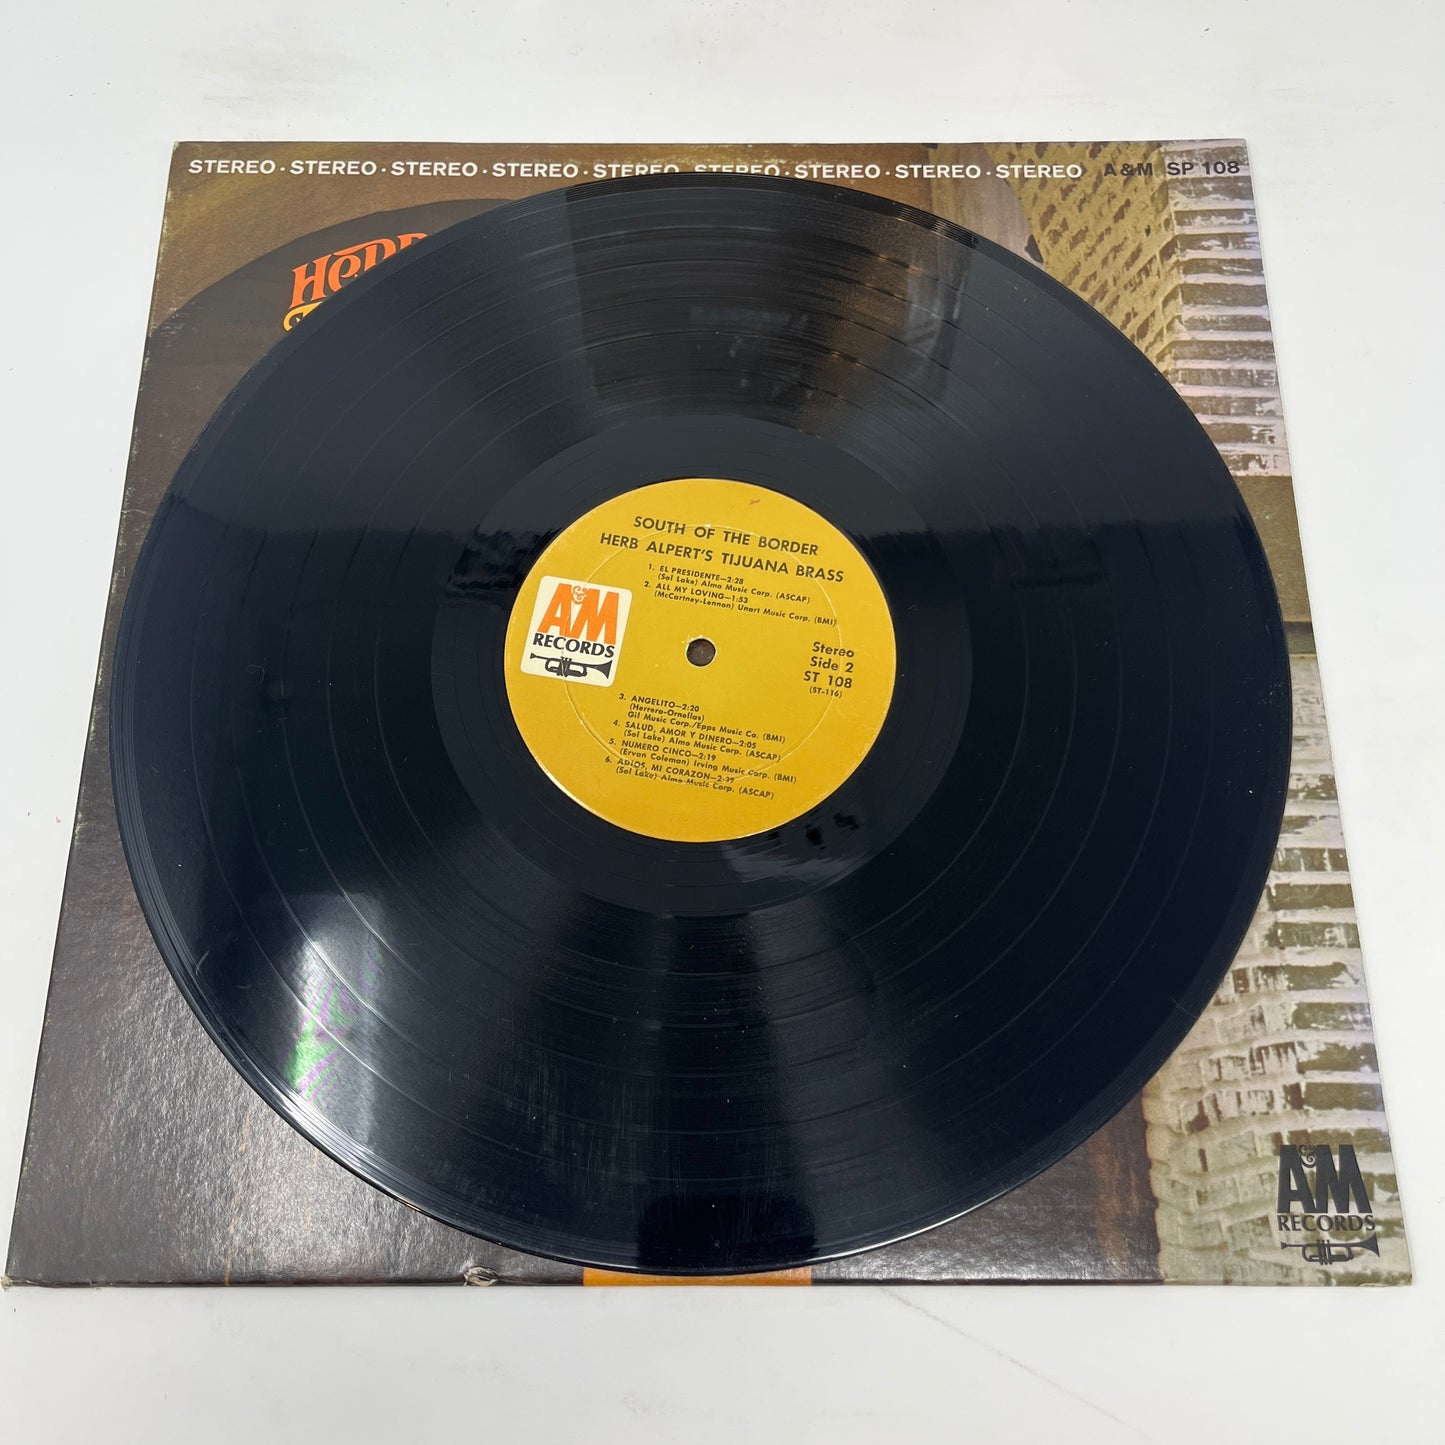 STEREO · STEREO · STEREO · STEREO · STEREO · STEREO · STEREO · STEREO · STEREO A&M SP 108
SOUTH OF THE BORDER
HERB ALPERT'S TIJUANA BRASS
1. EL PRESIDENTE—2:28
(Sol Lake) Almo Music Corp. (ASCAP)
2. ALL MY LOVING—1:53
(McCartney-Lennon) Unart Music Corp. (BMI)
A&M
RECORDS
Stereo
Side 2
ST 108
(ST-116)
3. ANGELITO—2:20
(Herrera-Ornellas)
Gil Music Corp./Epps Music Co. (BMI)
4. SALUD, AMOR Y DINERO—2:05
(Sol Lake) Almo Music Corp. (ASCAP)
5. NUMERO CINCO—2:19
(Ervan Coleman) Irving Music Corp. (BMI)
6. ADIOS, MI CORAZON—2:39
(Sol Lake) Almo Music Corp. (ASCAP)
A&M
RECORDS